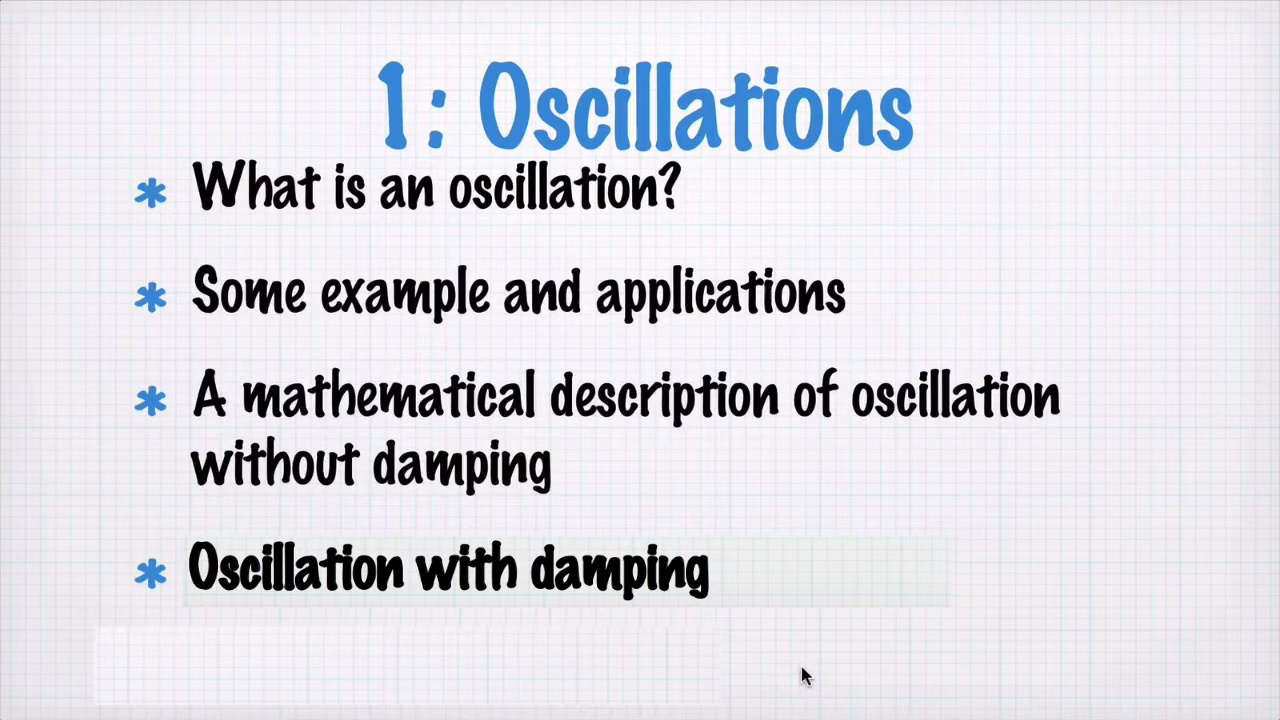 1: Oscillations
* What is an oscillation?
* Some example and applications
* A mathematical description of oscillation
without damping
* Oscillation with damping